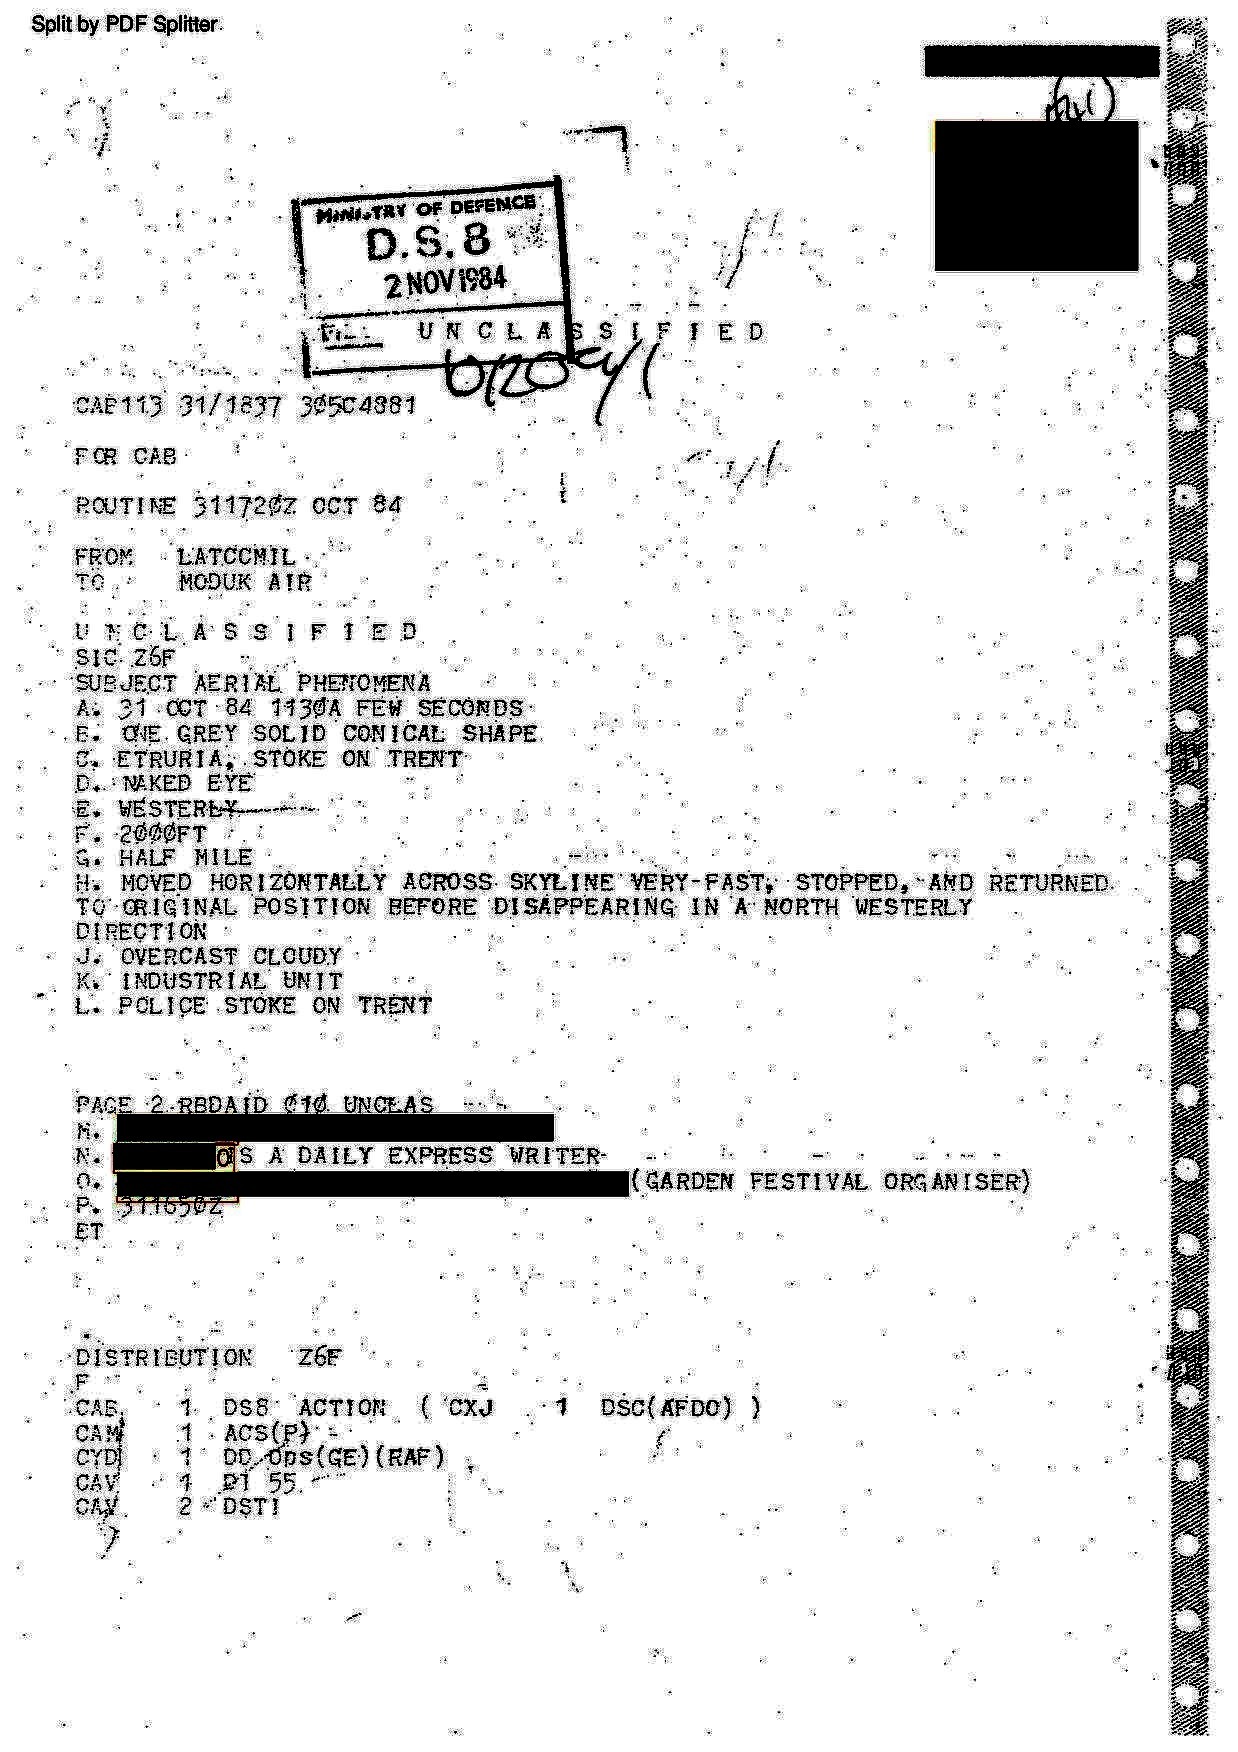 Split by PDF Splitter
MINISTRY OF DEFENCE
D.S.8
2 NOV 1984
FILE
UNCLASSIFIED
CAB113 31/1837 305C4881
FOR CAB
ROUTINE 311720Z OCT 84
FROM LATCCMIL
TO MODUK AIR
U N C L A S S I F I E D
SIC Z6F
SUBJECT AERIAL PHENOMENA
A. 31 OCT 84 1130A FEW SECONDS
B. ONE GREY SOLID CONICAL SHAPE
C. ETRURIA, STOKE ON TRENT
D. NAKED EYE
E. WESTERLY
F. 2000FT
G. HALF MILE
H. MOVED HORIZONTALLY ACROSS SKYLINE VERY-FAST, STOPPED, AND RETURNED
TO ORIGINAL POSITION BEFORE DISAPPEARING IN A NORTH WESTERLY
DIRECTION
J. OVERCAST CLOUDY
K. INDUSTRIAL UNIT
L. POLICE STOKE ON TRENT
PAGE 2 RBDAID 010 UNCLAS
M.
N. S A DAILY EXPRESS WRITER
O. (GARDEN FESTIVAL ORGANISER)
P. 311650Z
ET
DISTRIBUTION Z6F
F
CAB 1 DS8 ACTION ( CXJ 1 DSC(AFDO) )
CAM 1 ACS(P)
CYD 1 DD Ops(GE)(RAF)
CAV 1 DI 55
CAV 2 DSTI